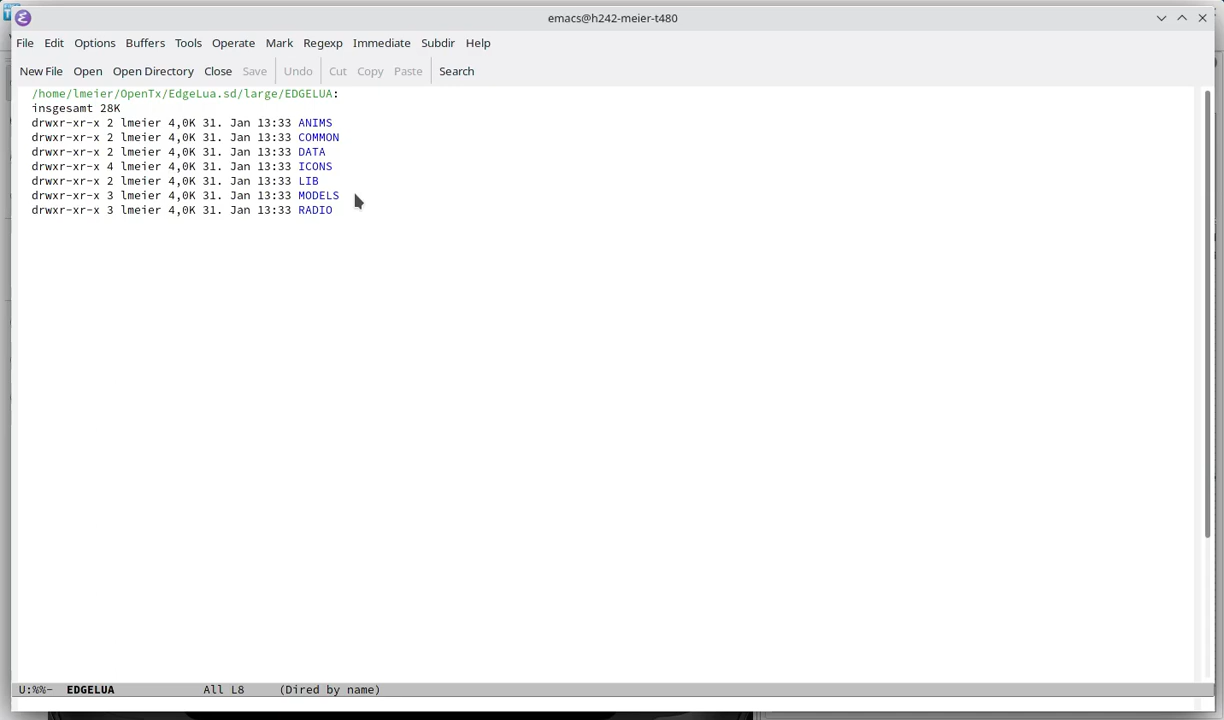 emacs@h242-meier-t480
File Edit Options Buffers Tools Operate Mark Regexp Immediate Subdir Help
New File Open Open Directory Close Save Undo Cut Copy Paste Search
/home/lmeier/OpenTx/EdgeLua.sd/large/EDGELUA:
insgesamt 28K
drwxr-xr-x 2 lmeier 4,0K 31. Jan 13:33 ANIMS
drwxr-xr-x 2 lmeier 4,0K 31. Jan 13:33 COMMON
drwxr-xr-x 2 lmeier 4,0K 31. Jan 13:33 DATA
drwxr-xr-x 4 lmeier 4,0K 31. Jan 13:33 ICONS
drwxr-xr-x 2 lmeier 4,0K 31. Jan 13:33 LIB
drwxr-xr-x 3 lmeier 4,0K 31. Jan 13:33 MODELS
drwxr-xr-x 3 lmeier 4,0K 31. Jan 13:33 RADIO
U:%%- EDGELUA All L8 (Dired by name)